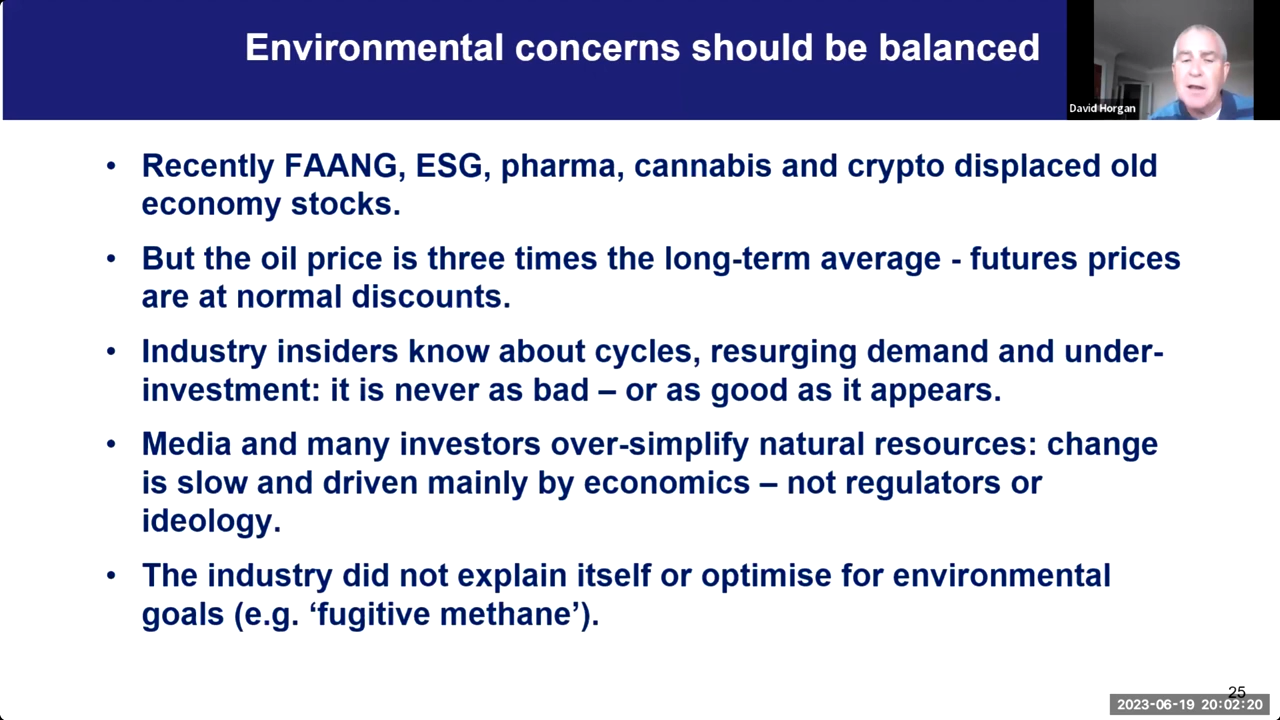 Environmental concerns should be balanced
David Horgan
• Recently FAANG, ESG, pharma, cannabis and crypto displaced old
economy stocks.
• But the oil price is three times the long-term average - futures prices
are at normal discounts.
• Industry insiders know about cycles, resurging demand and under-
investment: it is never as bad – or as good as it appears.
• Media and many investors over-simplify natural resources: change
is slow and driven mainly by economics – not regulators or
ideology.
• The industry did not explain itself or optimise for environmental
goals (e.g. ‘fugitive methane’).
25
2023-06-19 20:02:20